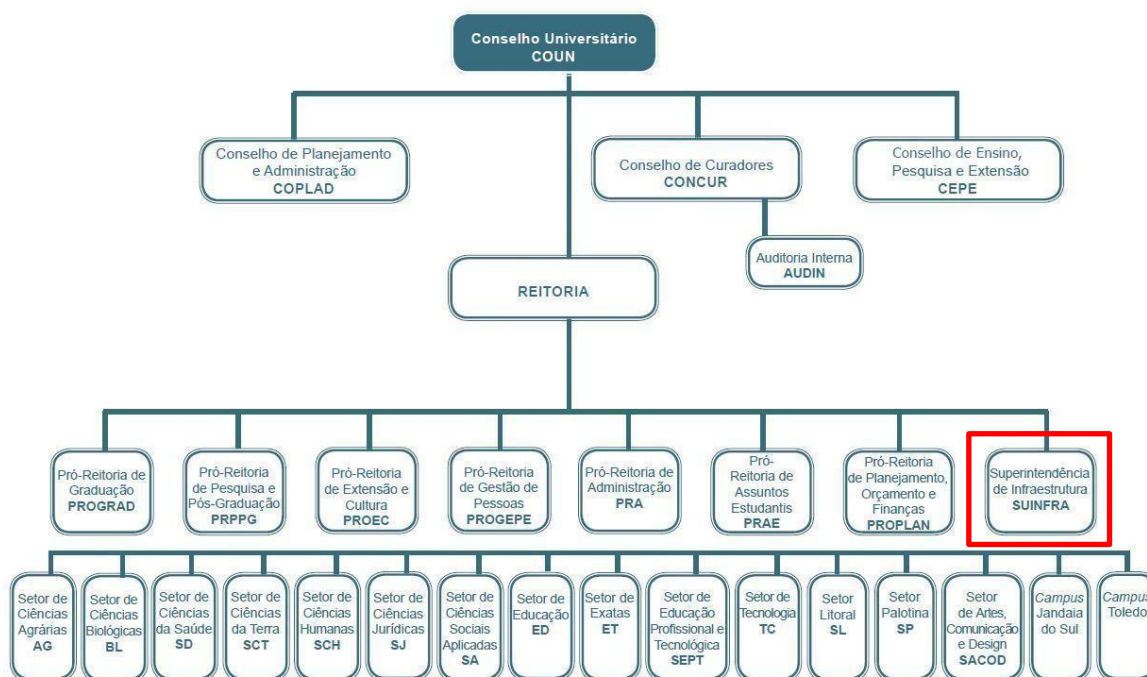 Conselho Universitário
COUN
Conselho de Planejamento
e Administração
COPLAD
Conselho de Curadores
CONCUR
Conselho de Ensino,
Pesquisa e Extensão
CEPE
Auditoria Interna
AUDIN
REITORIA
Pró-Reitoria de
Graduação
PROGRAD
Pró-Reitoria
de Pesquisa e
Pós-Graduação
PRPPG
Pró-Reitoria
de Extensão e
Cultura
PROEC
Pró-Reitoria
de Gestão de
Pessoas
PROGEPE
Pró-Reitoria de
Administração
PRA
Pró-
Reitoria de
Assuntos
Estudantis
PRAE
Pró-Reitoria
de Planejamento,
Orçamento e
Finanças
PROPLAN
Superintendência
de Infraestrutura
SUINFRA
Setor de
Ciências
Agrárias
AG
Setor de
Ciências
Biológicas
BL
Setor de
Ciências
da Saúde
SD
Setor de
Ciências
da Terra
SCT
Setor de
Ciências
Humanas
SCH
Setor de
Ciências
Jurídicas
SJ
Setor de
Ciências
Sociais
Aplicadas
SA
Setor de
Educação
ED
Setor de
Exatas
ET
Setor de
Educação
Profissional e
Tecnológica
SEPT
Setor de
Tecnologia
TC
Setor
Litoral
SL
Setor
Palotina
SP
Setor
de Artes,
Comunicação
e Design
SACOD
Campus
Jandaia
do Sul
Campus
Toledo